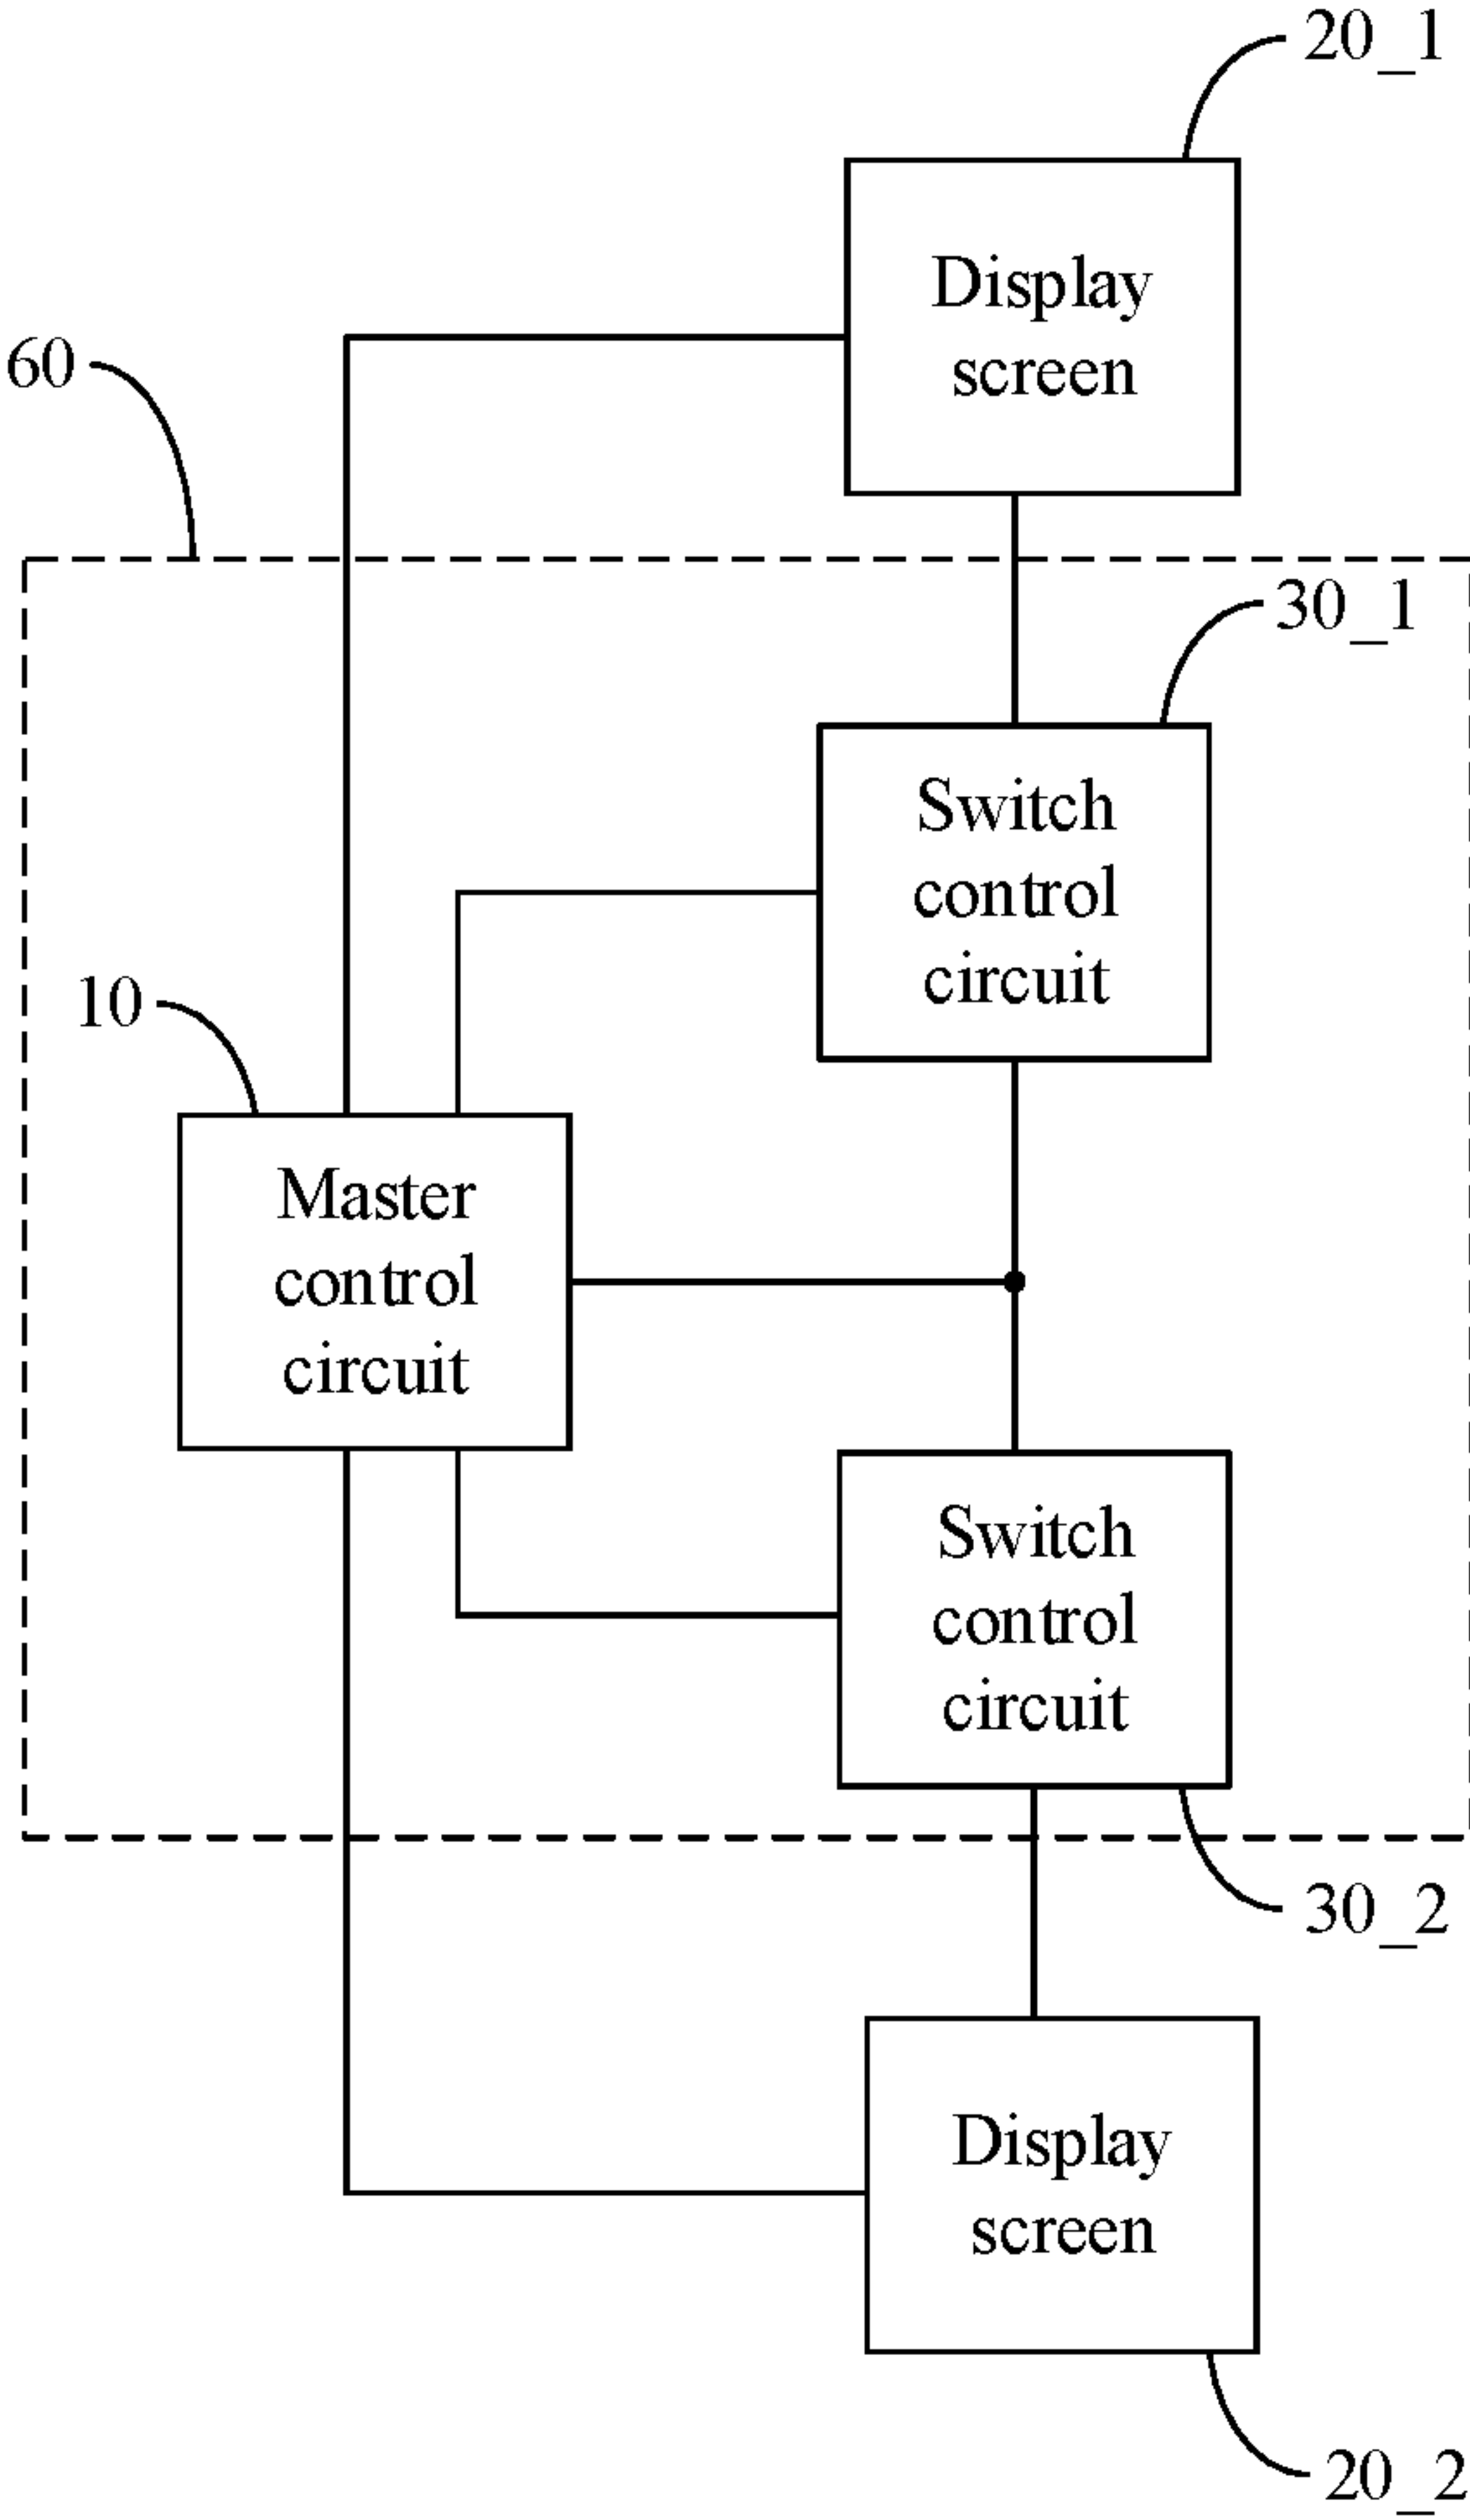 20_1
Display
screen
60
30_1
Switch
control
circuit
10
Master
control
circuit
Switch
control
circuit
30_2
Display
screen
20_2